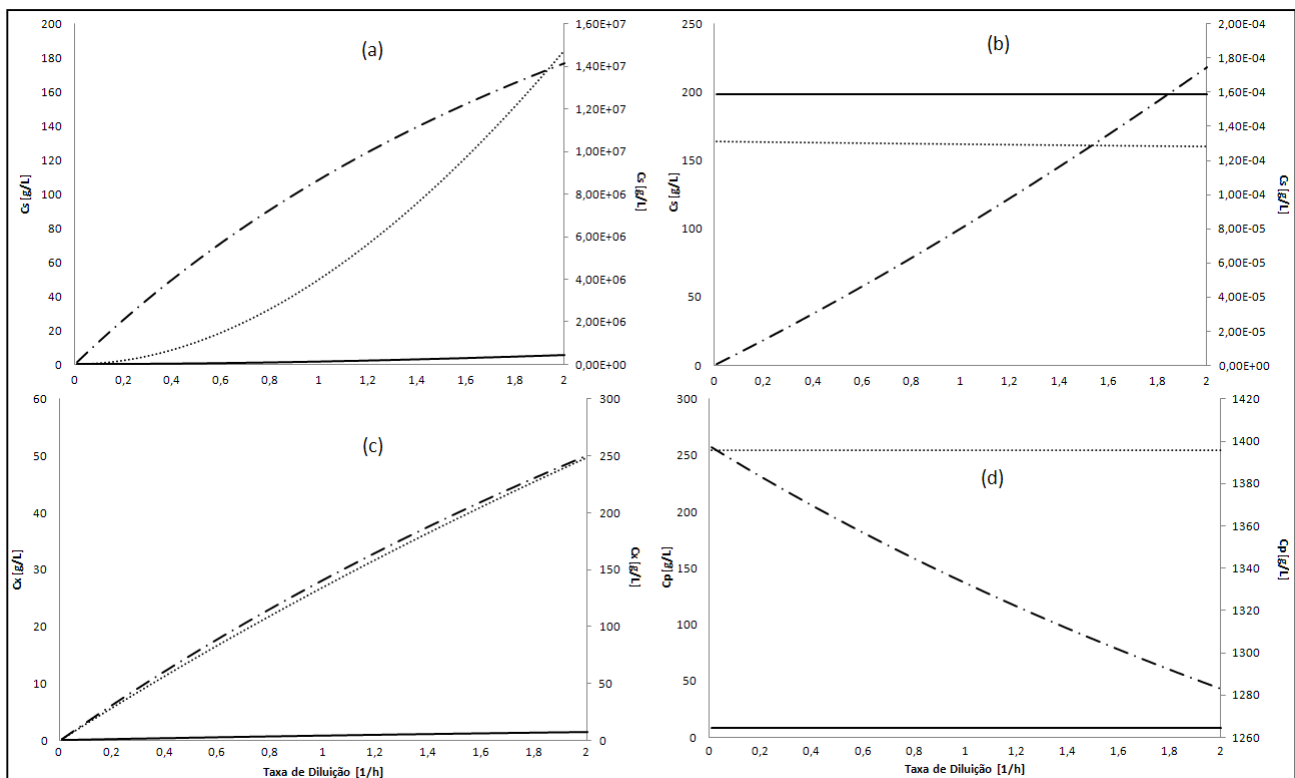 (a)
200
180
160
140
120
100
80
60
40
20
0
Cs [g/L]
1,60E+07
1,40E+07
1,20E+07
1,00E+07
8,00E+06
6,00E+06
4,00E+06
2,00E+06
0,00E+00
Cs [g/L]
0 0,2 0,4 0,6 0,8 1 1,2 1,4 1,6 1,8 2
(b)
250
200
150
100
50
0
Cs [g/L]
2,00E-04
1,80E-04
1,60E-04
1,40E-04
1,20E-04
1,00E-04
8,00E-05
6,00E-05
4,00E-05
2,00E-05
0,00E+00
Cs [g/L]
0 0,2 0,4 0,6 0,8 1 1,2 1,4 1,6 1,8 2
(c)
60
50
40
30
20
10
0
Cx [g/L]
300
250
200
150
100
50
0
Cx [g/L]
0 0,2 0,4 0,6 0,8 1 1,2 1,4 1,6 1,8 2
Taxa de Diluição [1/h]
(d)
300
250
200
150
100
50
0
Cp [g/L]
1420
1400
1380
1360
1340
1320
1300
1280
1260
Cp [g/L]
0 0,2 0,4 0,6 0,8 1 1,2 1,4 1,6 1,8 2
Taxa de Diluição [1/h]